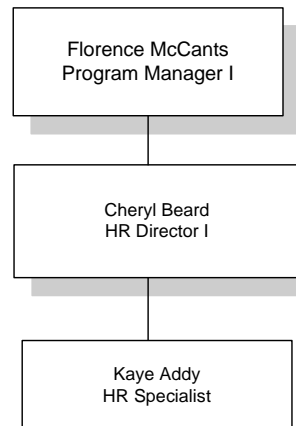 Florence McCants
Program Manager I
Cheryl Beard
HR Director I
Kaye Addy
HR Specialist